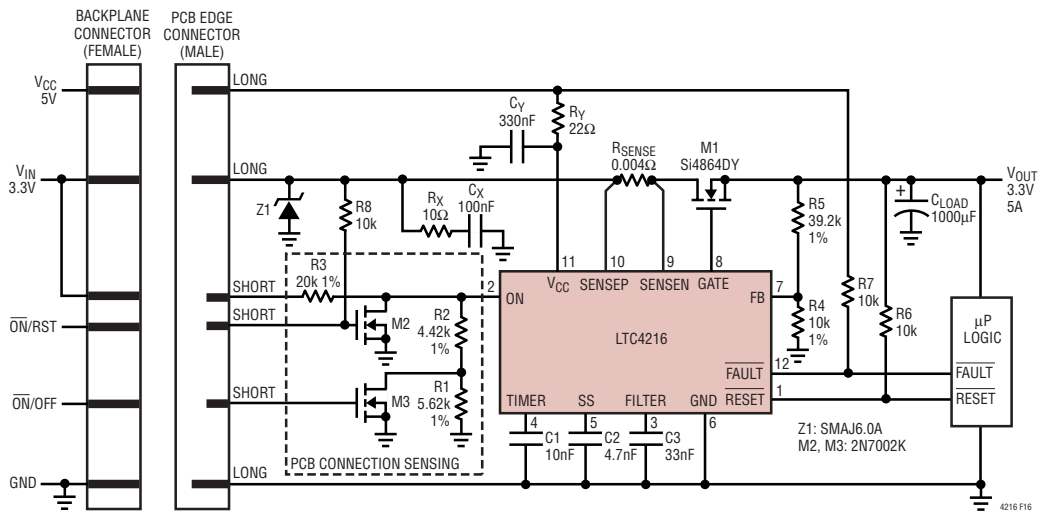 BACKPLANE
CONNECTOR
(FEMALE)
PCB EDGE
CONNECTOR
(MALE)
VCC
5V
LONG
CY
330nF
RY
22Ω
RSENSE
0.004Ω
M1
Si4864DY
VIN
3.3V
LONG
VOUT
3.3V
5A
Z1
R8
10k
RX
10Ω
CX
100nF
R5
39.2k
1%
+
CLOAD
1000µF
R3
20k 1%
SHORT
2
ON
11
VCC
10
SENSEP
9
SENSEN
8
GATE
FB
7
R7
10k
R4
10k
1%
R6
10k
ON/RST
SHORT
M2
R2
4.42k
1%
LTC4216
µP
LOGIC
FAULT
12
FAULT
ON/OFF
SHORT
M3
R1
5.62k
1%
RESET
1
RESET
TIMER
SS
FILTER
GND
4
5
3
6
C1
10nF
C2
4.7nF
C3
33nF
Z1: SMAJ6.0A
M2, M3: 2N7002K
PCB CONNECTION SENSING
GND
LONG
4216 F16